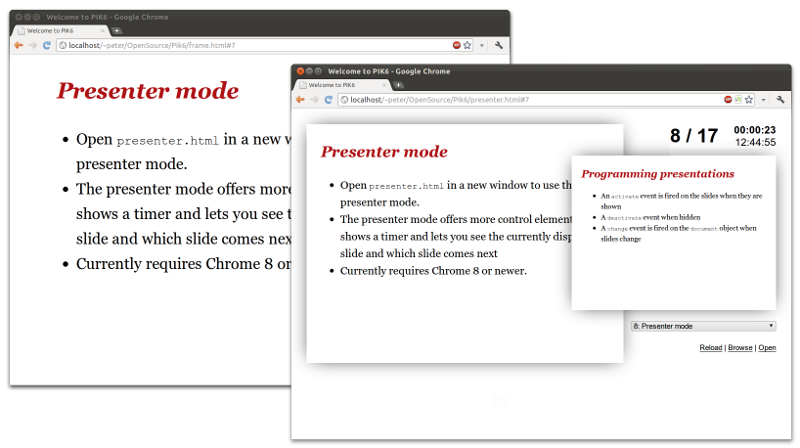 Welcome to PIK6 - Google Chrome
Welcome to PIK6
localhost/~peter/OpenSource/Pik6/frame.html#7
Presenter mode
• Open presenter.html in a new w
presenter mode.
• The presenter mode offers more
shows a timer and lets you see t
slide and which slide comes nex
• Currently requires Chrome 8 or
Welcome to PIK6 - Google Chrome
Welcome to PIK6
localhost/~peter/OpenSource/Pik6/presenter.html#7
Presenter mode
• Open presenter.html in a new window to use th
presenter mode.
• The presenter mode offers more control element
shows a timer and lets you see the currently disp
slide and which slide comes next
• Currently requires Chrome 8 or newer.
8 / 17
00:00:23
12:44:55
Programming presentations
• An activate event is fired on the slides when they are
shown
• A deactivate event when hidden
• A change event is fired on the document object when
slides change
8: Presenter mode
Reload | Browse | Open